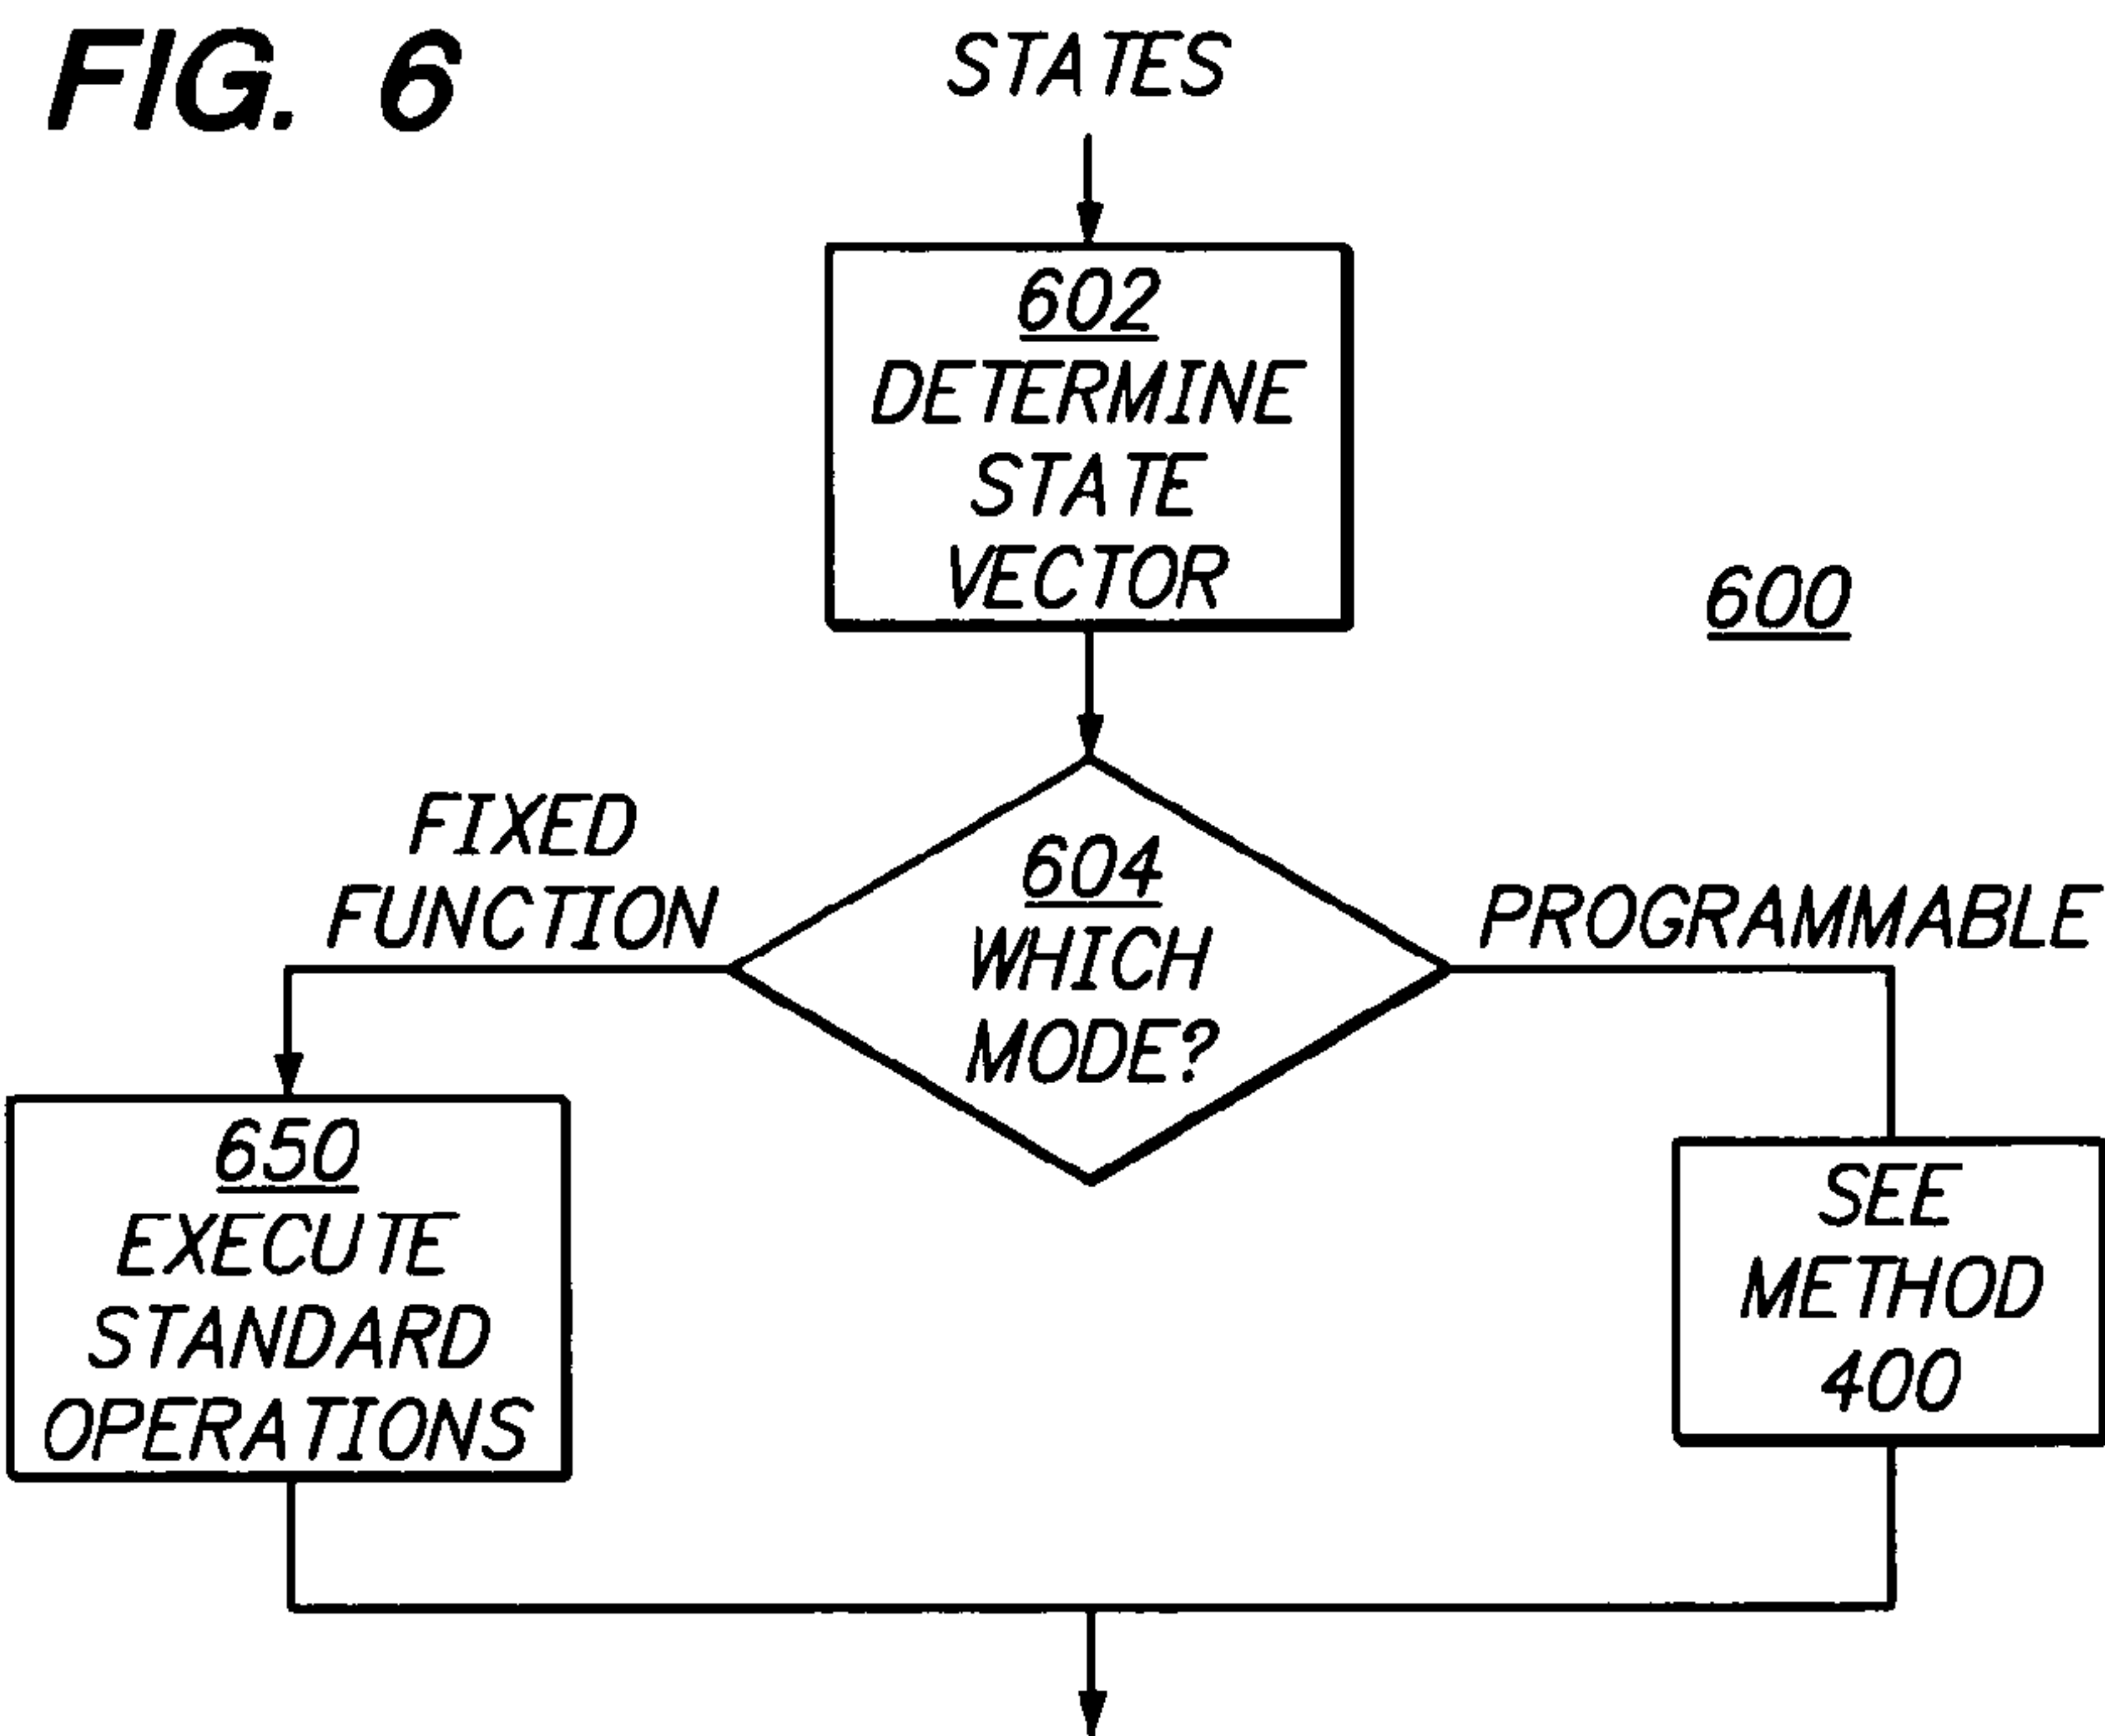 FIG. 6
STATES
602
DETERMINE
STATE
VECTOR
600
FIXED
FUNCTION
604
WHICH
MODE?
PROGRAMMABLE
650
EXECUTE
STANDARD
OPERATIONS
SEE
METHOD
400